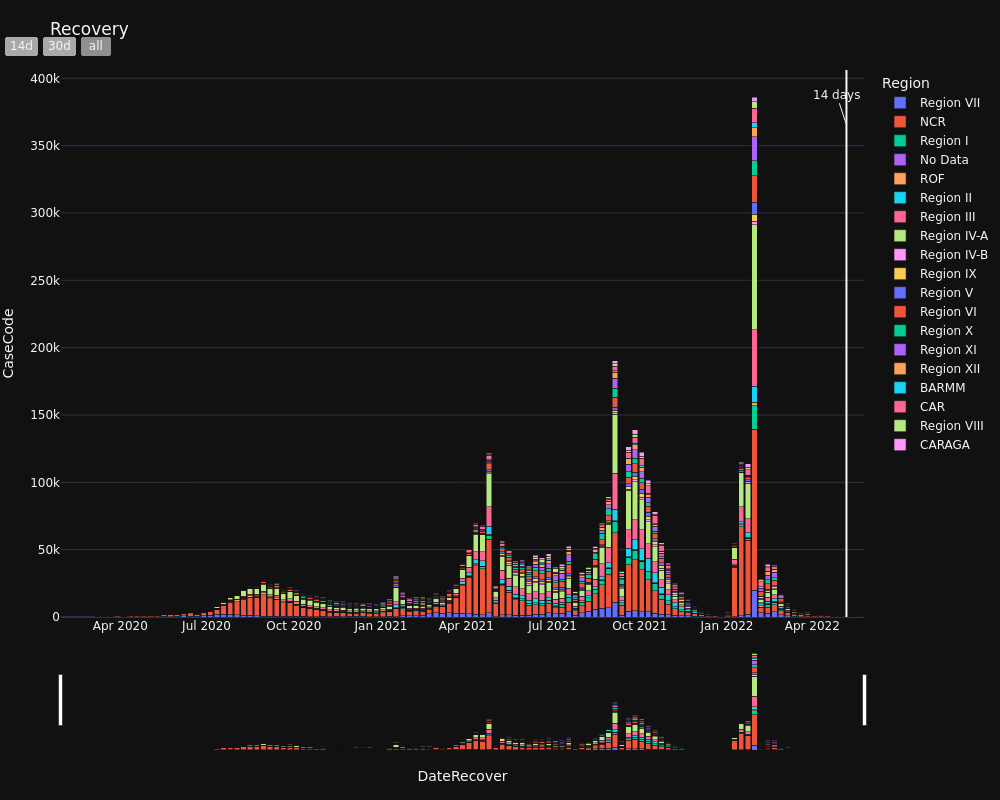 Recovery
14d 30d all
400k
350k
300k
250k
200k
150k
100k
50k
0
CaseCode
14 days
Apr 2020 Jul 2020 Oct 2020 Jan 2021 Apr 2021 Jul 2021 Oct 2021 Jan 2022 Apr 2022
DateRecover
Region
Region VII
NCR
Region I
No Data
ROF
Region II
Region III
Region IV-A
Region IV-B
Region IX
Region V
Region VI
Region X
Region XI
Region XII
BARMM
CAR
Region VIII
CARAGA